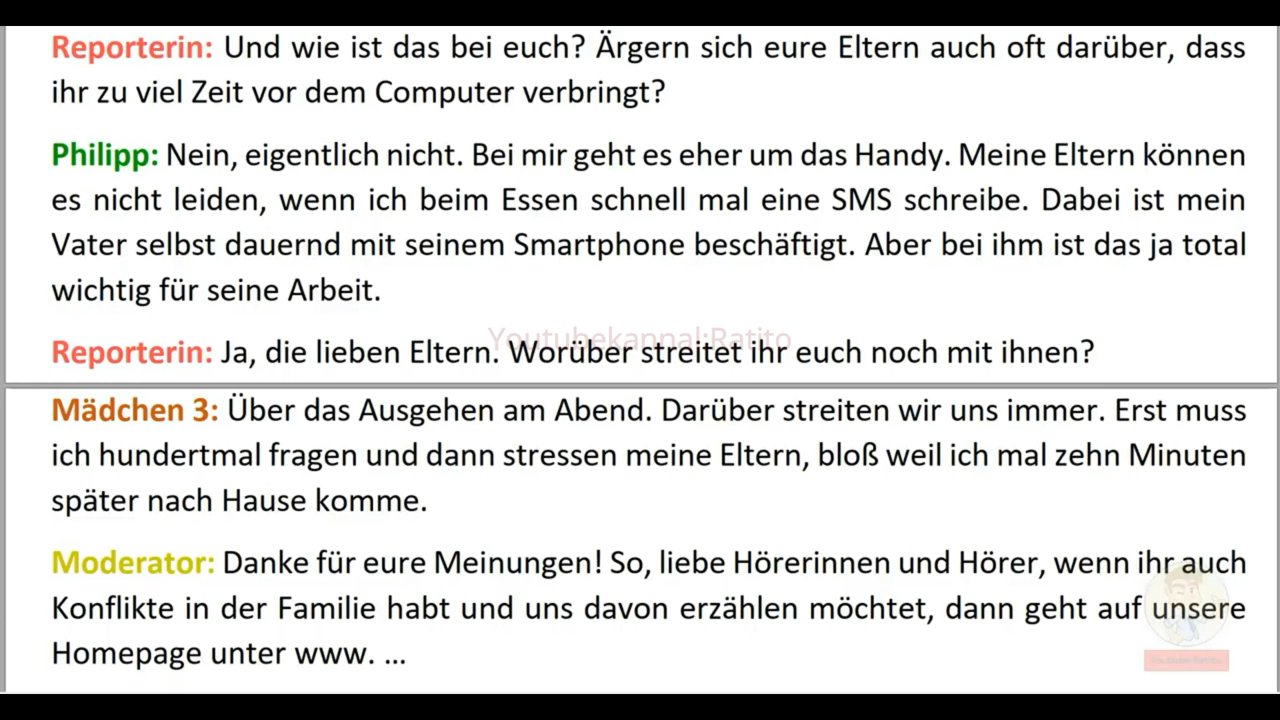 Reporterin: Und wie ist das bei euch? Ärgern sich eure Eltern auch oft darüber, dass
ihr zu viel Zeit vor dem Computer verbringt?
Philipp: Nein, eigentlich nicht. Bei mir geht es eher um das Handy. Meine Eltern können
es nicht leiden, wenn ich beim Essen schnell mal eine SMS schreibe. Dabei ist mein
Vater selbst dauernd mit seinem Smartphone beschäftigt. Aber bei ihm ist das ja total
wichtig für seine Arbeit.
Youtubekannal:Ratito
Reporterin: Ja, die lieben Eltern. Worüber streitet ihr euch noch mit ihnen?
Mädchen 3: Über das Ausgehen am Abend. Darüber streiten wir uns immer. Erst muss
ich hundertmal fragen und dann stressen meine Eltern, bloß weil ich mal zehn Minuten
später nach Hause komme.
Moderator: Danke für eure Meinungen! So, liebe Hörerinnen und Hörer, wenn ihr auch
Konflikte in der Familie habt und uns davon erzählen möchtet, dann geht auf unsere
Homepage unter www. ...